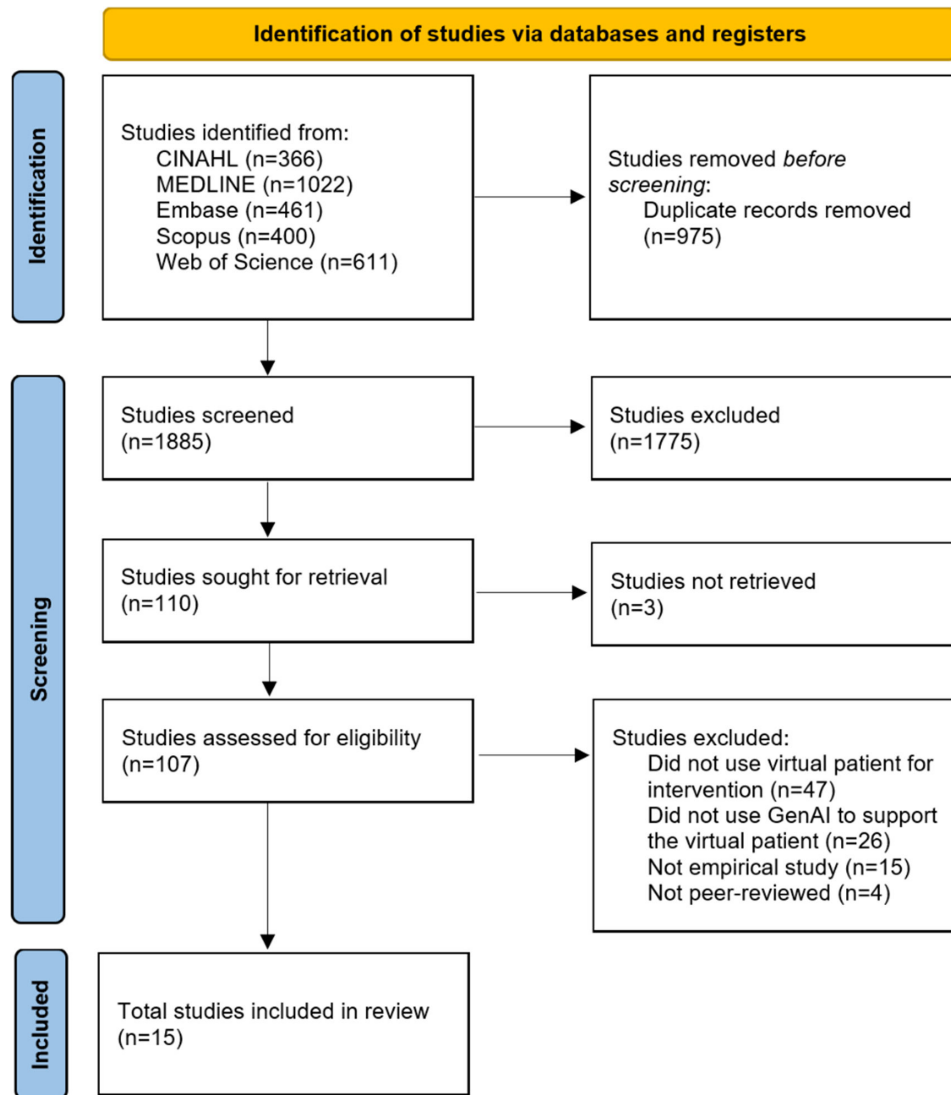 Identification of studies via databases and registers
Identification
Studies identified from:
CINAHL (n=366)
MEDLINE (n=1022)
Embase (n=461)
Scopus (n=400)
Web of Science (n=611)
Studies removed before
screening:
Duplicate records removed
(n=975)
Screening
Studies screened
(n=1885)
Studies excluded
(n=1775)
Studies sought for retrieval
(n=110)
Studies not retrieved
(n=3)
Studies assessed for eligibility
(n=107)
Studies excluded:
Did not use virtual patient for
intervention (n=47)
Did not use GenAI to support
the virtual patient (n=26)
Not empirical study (n=15)
Not peer-reviewed (n=4)
Included
Total studies included in review
(n=15)